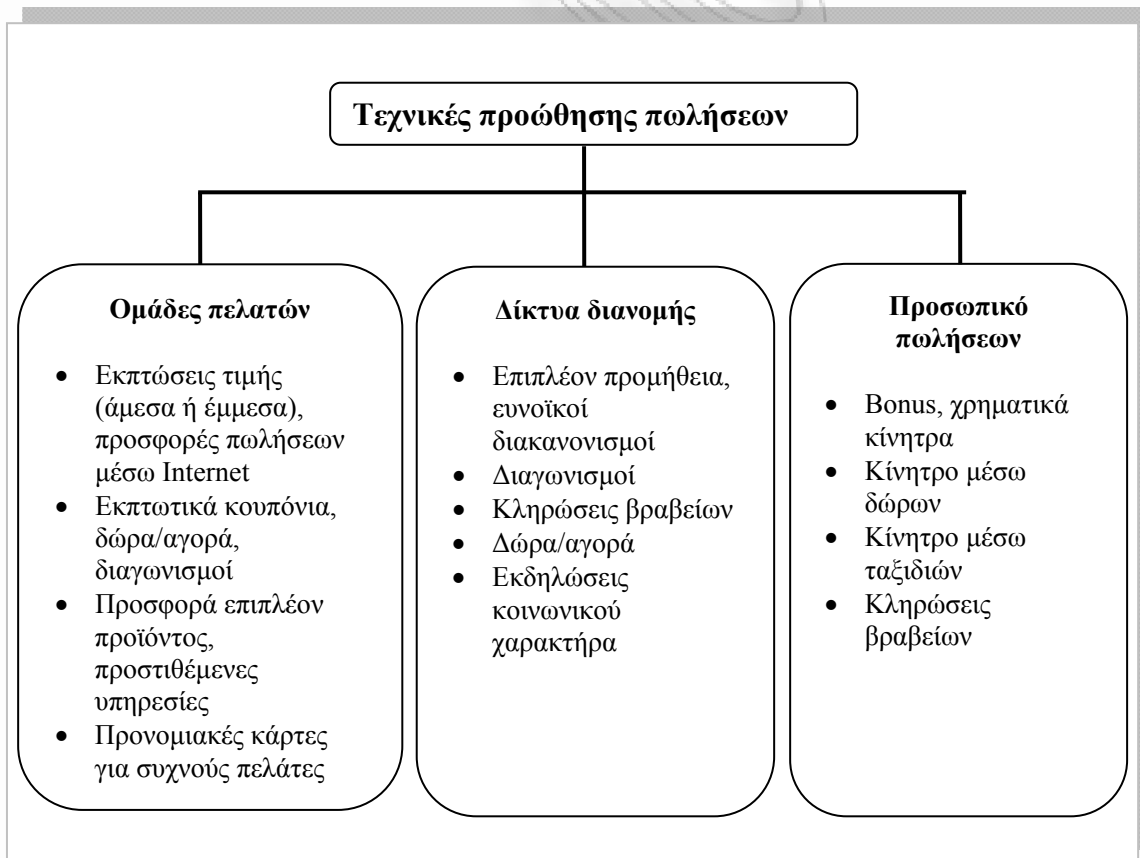 Τεχνικές προώθησης πωλήσεων
Ομάδες πελατών
• Εκπτώσεις τιμής
(άμεσα ή έμμεσα),
προσφορές πωλήσεων
μέσω Internet
• Εκπτωτικά κουπόνια,
δώρα/αγορά,
διαγωνισμοί
• Προσφορά επιπλέον
προϊόντος,
προστιθέμενες
υπηρεσίες
• Προνομιακές κάρτες
για συχνούς πελάτες
Δίκτυα διανομής
• Επιπλέον προμήθεια,
ευνοϊκοί
διακανονισμοί
• Διαγωνισμοί
• Κληρώσεις βραβείων
• Δώρα/αγορά
• Εκδηλώσεις
κοινωνικού
χαρακτήρα
Προσωπικό
πωλήσεων
• Bonus, χρηματικά
κίνητρα
• Κίνητρο μέσω
δώρων
• Κίνητρο μέσω
ταξιδιών
• Κληρώσεις
βραβείων